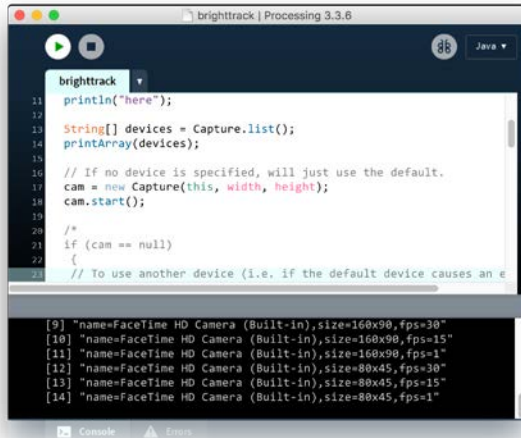 brighttrack | Processing 3.3.6
Java ▼
brighttrack ▼
11 println("here");
12
13 String[] devices = Capture.list();
14 printArray(devices);
15
16 // If no device is specified, will just use the default.
17 cam = new Capture(this, width, height);
18 cam.start();
19
20 /*
21 if (cam == null)
22 {
23 // To use another device (i.e. if the default device causes an e
[9] "name=FaceTime HD Camera (Built-in),size=160x90,fps=30"
[10] "name=FaceTime HD Camera (Built-in),size=160x90,fps=15"
[11] "name=FaceTime HD Camera (Built-in),size=160x90,fps=1"
[12] "name=FaceTime HD Camera (Built-in),size=80x45,fps=30"
[13] "name=FaceTime HD Camera (Built-in),size=80x45,fps=15"
[14] "name=FaceTime HD Camera (Built-in),size=80x45,fps=1"
Console Errors